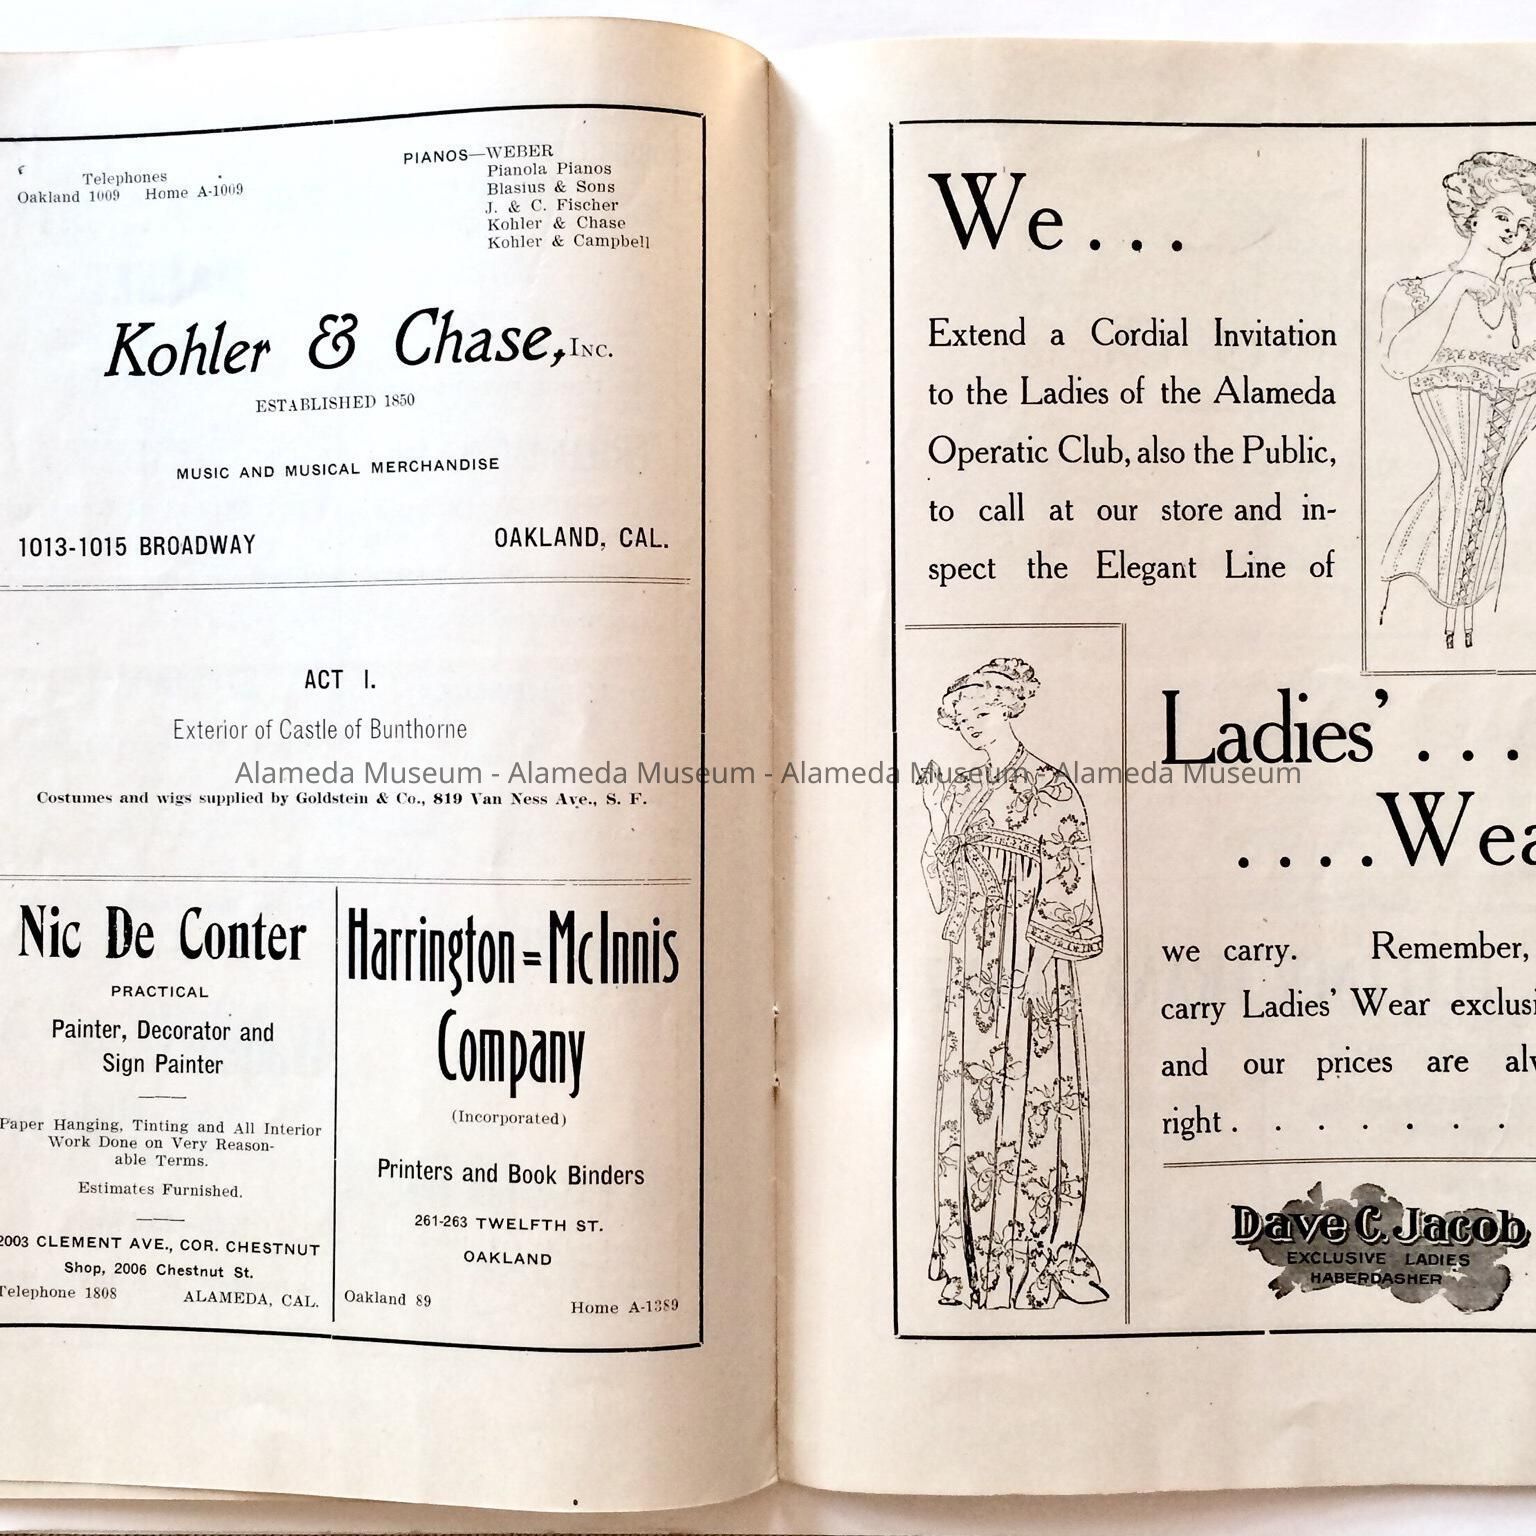 Telephones
Oakland 1009 Home A-1009
PIANOS—WEBER
Pianola Pianos
Blasius & Sons
J. & C. Fischer
Kohler & Chase
Kohler & Campbell
Kohler & Chase, INC.
ESTABLISHED 1850
MUSIC AND MUSICAL MERCHANDISE
1013-1015 BROADWAY OAKLAND, CAL.
ACT I.
Exterior of Castle of Bunthorne
Costumes and wigs supplied by Goldstein & Co., 819 Van Ness Ave., S. F.
Nic De Conter
PRACTICAL
Painter, Decorator and
Sign Painter
Paper Hanging, Tinting and All Interior
Work Done on Very Reason-
able Terms.
Estimates Furnished.
2003 CLEMENT AVE., COR. CHESTNUT
Shop, 2006 Chestnut St.
Telephone 1808 ALAMEDA, CAL.
Harrington=McInnis
Company
(Incorporated)
Printers and Book Binders
261-263 TWELFTH ST.
OAKLAND
Oakland 89 Home A-1389
We...
Extend a Cordial Invitation
to the Ladies of the Alameda
Operatic Club, also the Public,
to call at our store and in-
spect the Elegant Line of
Ladies' ...
....Wea
we carry. Remember,
carry Ladies' Wear exclusi
and our prices are alw
right . . . . . . .
Dave C. Jacob
EXCLUSIVE LADIES
HABERDASHER
Alameda Museum - Alameda Museum - Alameda Museum - Alameda Museum